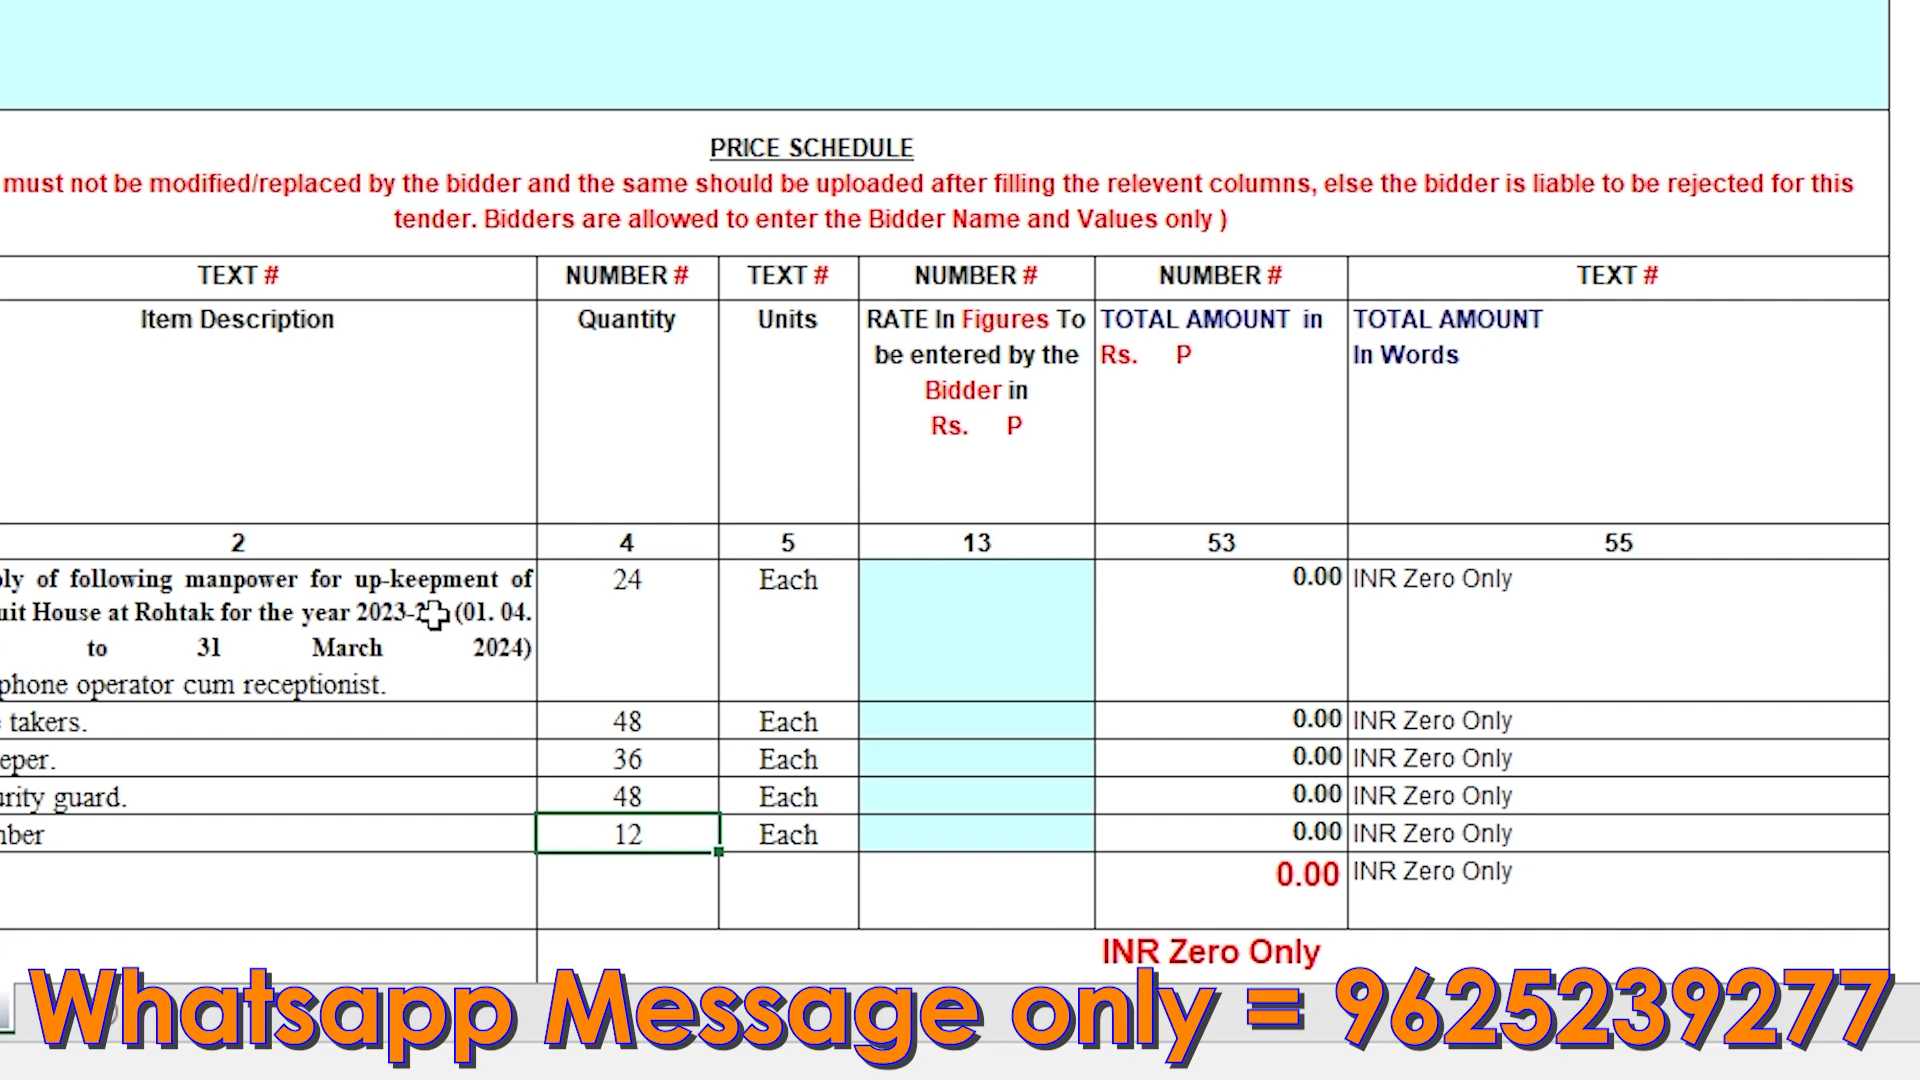 PRICE SCHEDULE
must not be modified/replaced by the bidder and the same should be uploaded after filling the relevent columns, else the bidder is liable to be rejected for this
tender. Bidders are allowed to enter the Bidder Name and Values only )
TEXT # NUMBER # TEXT # NUMBER # NUMBER # TEXT #
Item Description Quantity Units RATE In Figures To TOTAL AMOUNT in TOTAL AMOUNT
be entered by the Rs. P In Words
Bidder in
Rs. P
2 4 5 13 53 55
of following manpower for up-keepment of 24 Each 0.00 INR Zero Only
House at Rohtak for the year (01. 04.
to 31 March 2024)
phone operator cum receptionist.
takers. 48 Each 0.00 INR Zero Only
eper. 36 Each 0.00 INR Zero Only
urity guard. 48 Each 0.00 INR Zero Only
nber 12 Each 0.00 INR Zero Only
0.00 INR Zero Only
INR Zero Only
Whatsapp Message only = 9625239277